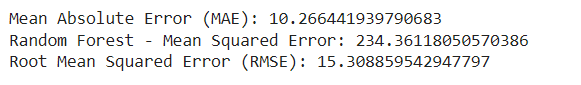 Mean Absolute Error (MAE): 10.266441939790683
Random Forest - Mean Squared Error: 234.36118050570386
Root Mean Squared Error (RMSE): 15.308859542947797